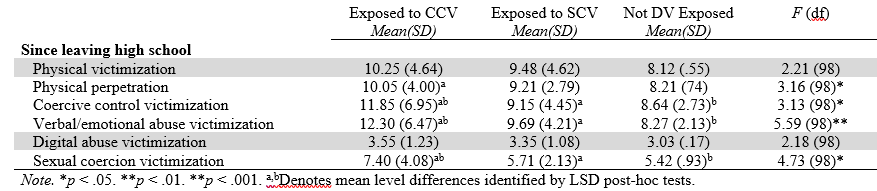 Exposed to CCV Exposed to SCV Not DV Exposed F (df)
Mean(SD) Mean(SD) Mean(SD)
Since leaving high school
Physical victimization 10.25 (4.64) 9.48 (4.62) 8.12 (.55) 2.21 (98)
Physical perpetration 10.05 (4.00)a 9.21 (2.79) 8.21 (74) 3.16 (98)*
Coercive control victimization 11.85 (6.95)ab 9.15 (4.45)a 8.64 (2.73)b 3.13 (98)*
Verbal/emotional abuse victimization 12.30 (6.47)ab 9.69 (4.21)a 8.27 (2.13)b 5.59 (98)**
Digital abuse victimization 3.55 (1.23) 3.35 (1.08) 3.03 (.17) 2.18 (98)
Sexual coercion victimization 7.40 (4.08)ab 5.71 (2.13)a 5.42 (.93)b 4.73 (98)*
Note. *p < .05. **p < .01. **p < .001. a,bDenotes mean level differences identified by LSD post-hoc tests.